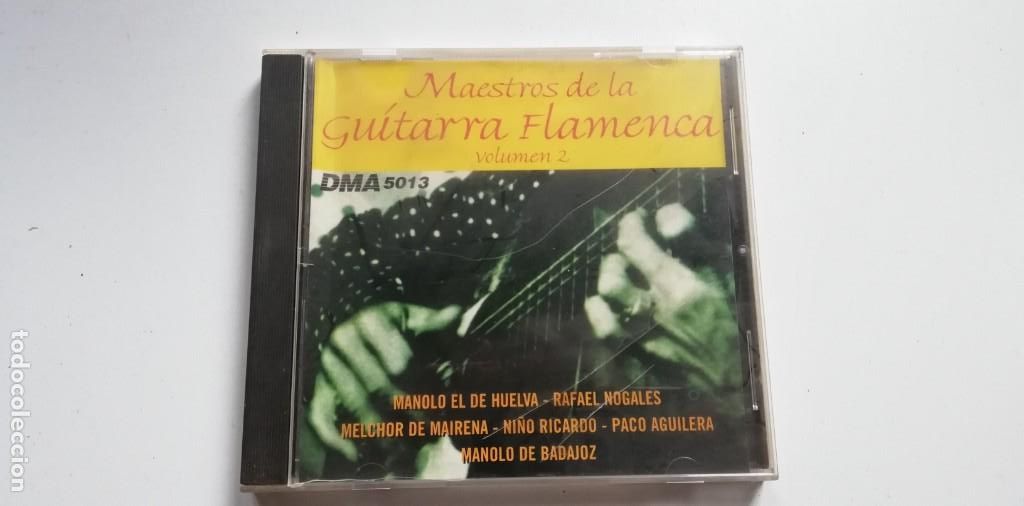 Maestros de la
Guitarra Flamenca
Volumen 2
DMA 5013
MANOLO EL DE HUELVA - RAFAEL NOGALES
MELCHOR DE MAIRENA - NIÑO RICARDO - PACO AGUILERA
MANOLO DE BADAJOZ
todocoleccion
todocoleccion